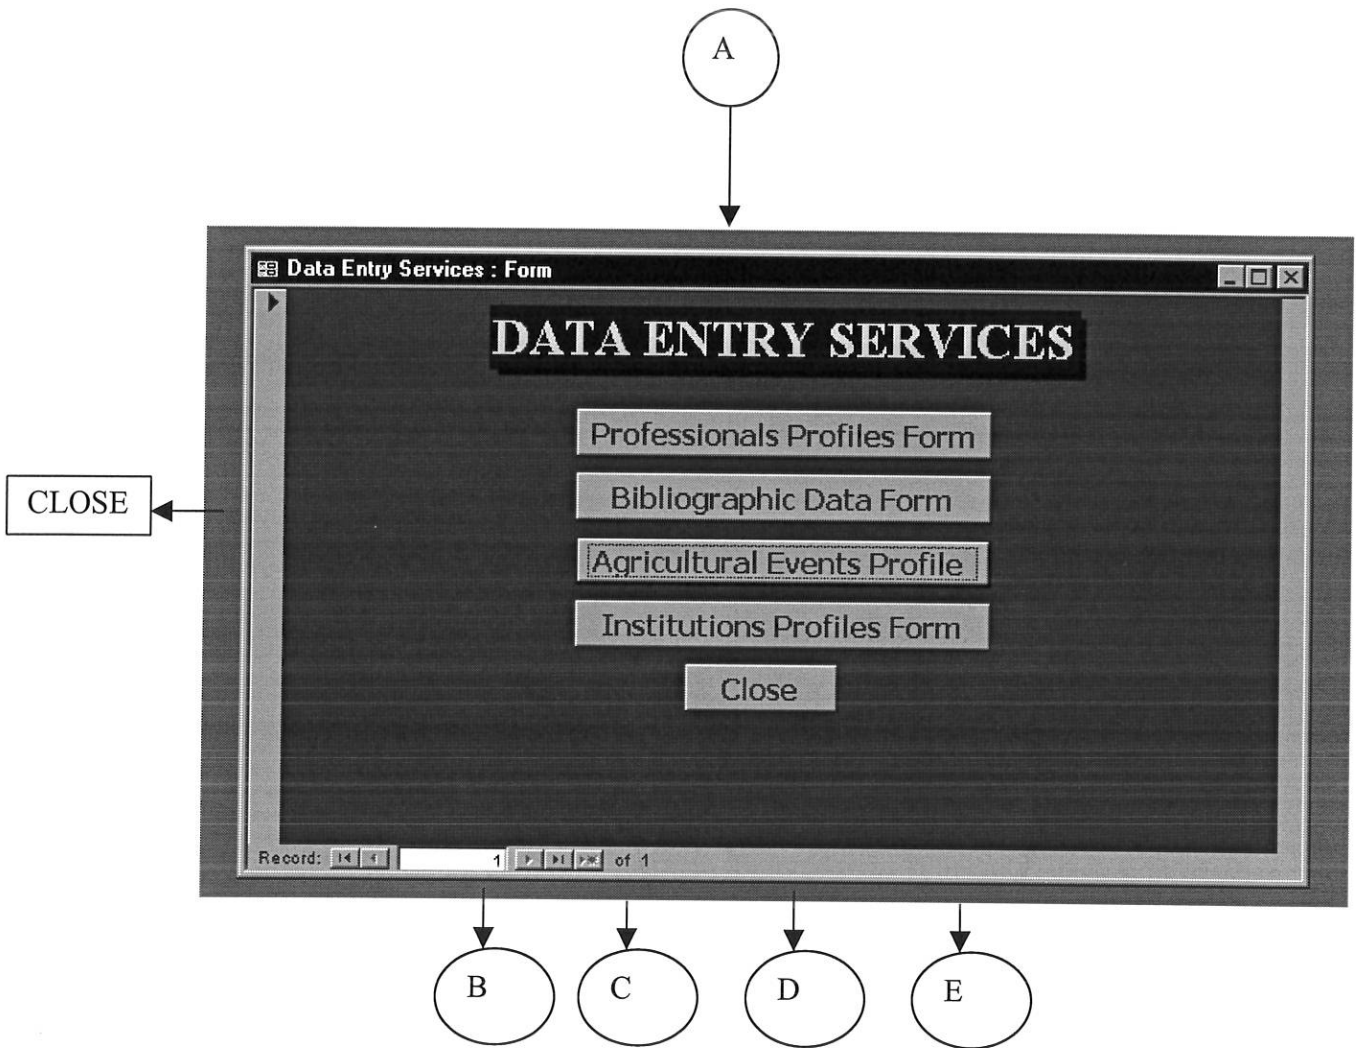 A
Data Entry Services : Form
DATA ENTRY SERVICES
Professionals Profiles Form
Bibliographic Data Form
CLOSE
Agricultural Events Profile
Institutions Profiles Form
Close
Record: 1 of 1
B C D E